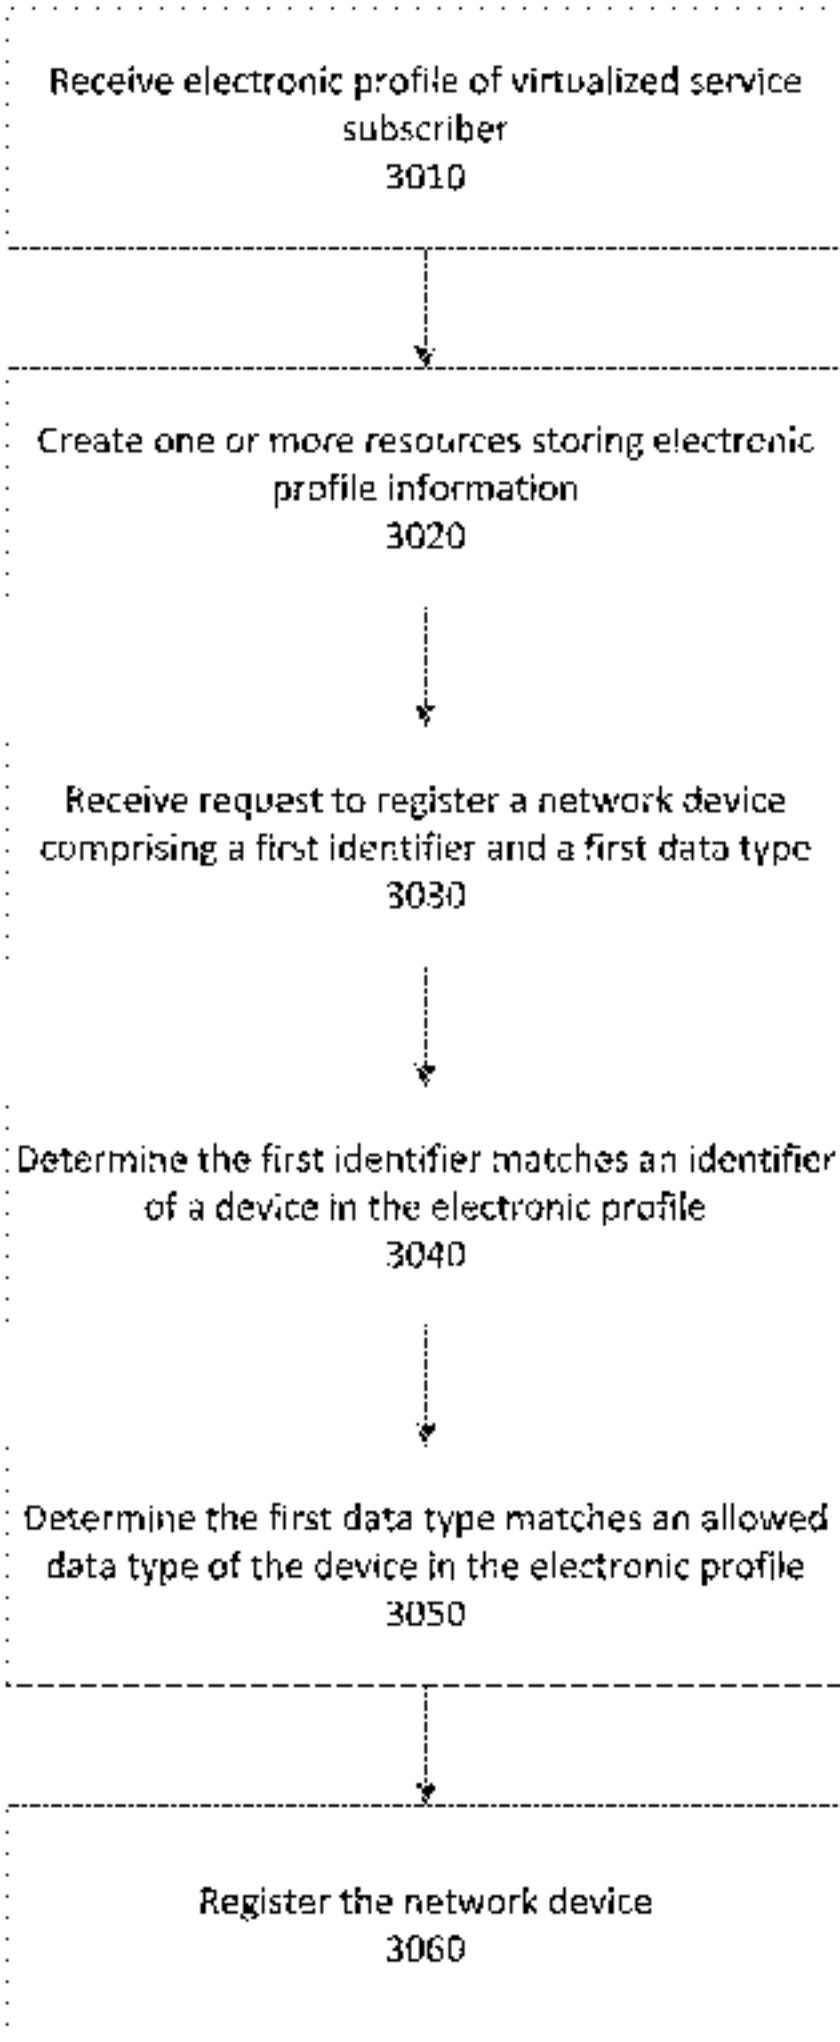 Receive electronic profile of virtualized service
subscriber
3010
Create one or more resources storing electronic
profile information
3020
Receive request to register a network device
comprising a first identifier and a first data type
3030
Determine the first identifier matches an identifier
of a device in the electronic profile
3040
Determine the first data type matches an allowed
data type of the device in the electronic profile
3050
Register the network device
3060